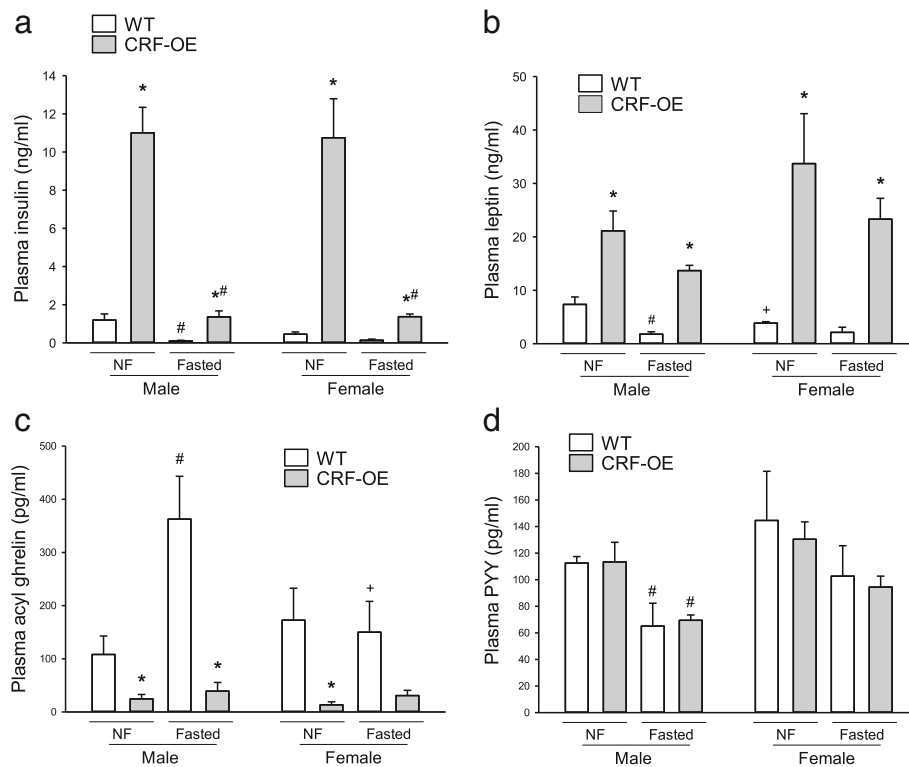 a
WT
CRF-OE
Plasma insulin (ng/ml)
14
12
10
8
6
4
2
0
*
#
*#
*
*#
NF
Fasted
NF
Fasted
Male
Female
b
WT
CRF-OE
Plasma leptin (ng/ml)
50
40
30
20
10
0
*
#
*
+
*
*
NF
Fasted
NF
Fasted
Male
Female
c
WT
CRF-OE
Plasma acyl ghrelin (pg/ml)
500
400
300
200
100
0
*
#
*
*
+
NF
Fasted
NF
Fasted
Male
Female
d
WT
CRF-OE
Plasma PYY (pg/ml)
200
180
160
140
120
100
80
60
40
20
0
#
#
NF
Fasted
NF
Fasted
Male
Female